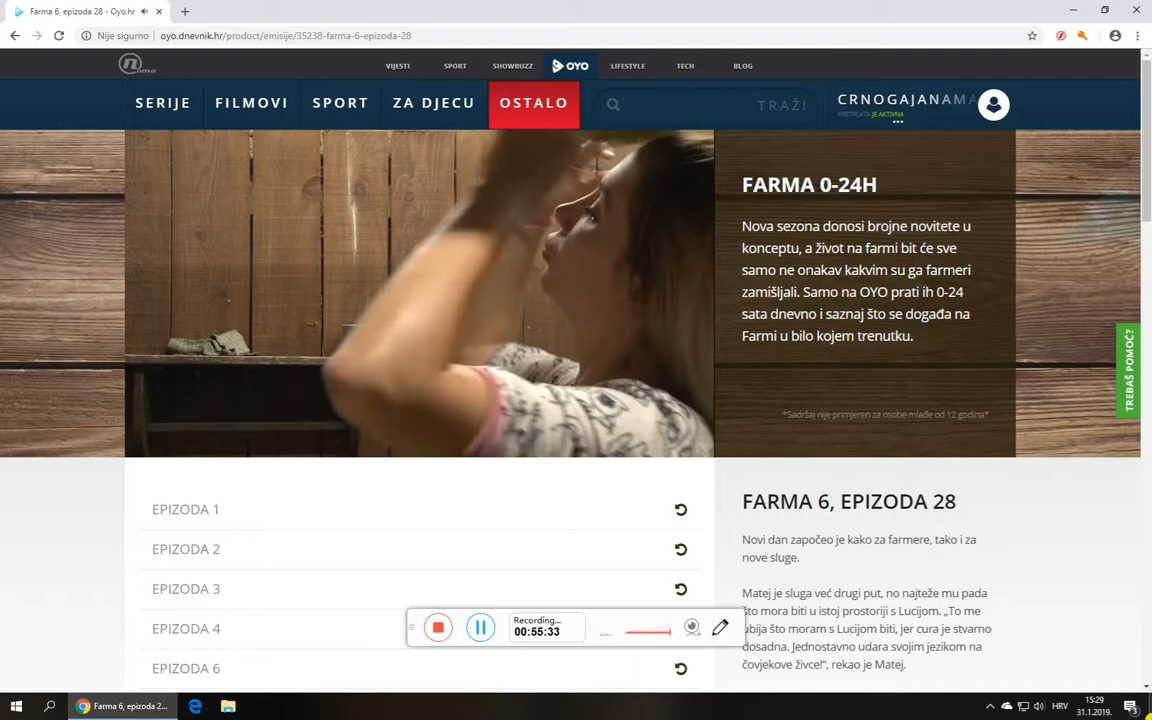 Farma 6, epizoda 28 - Oyo.hr
Nije sigurno
oyo.dnevnik.hr/product/emisije/35238-farma-6-epizoda-28
nova
VIJESTI SPORT SHOWBUZZ OYO LIFESTYLE TECH BLOG
SERIJE FILMOVI SPORT ZA DJECU OSTALO TRAŽI CRNOGAJANAMA
PRETPLATA JE AKTIVNA
FARMA 0-24H
Nova sezona donosi brojne novitete u
konceptu, a život na farmi bit će sve
samo ne onakav kakvim su ga farmeri
zamišljali. Samo na OYO prati ih 0-24
sata dnevno i saznaj što se događa na
Farmi u bilo kojem trenutku.
*Sadržaj nije primjeren za osobe mlađe od 12 godina*
TREBAŠ POMOĆ?
EPIZODA 1
EPIZODA 2
EPIZODA 3
EPIZODA 4
EPIZODA 6
FARMA 6, EPIZODA 28
Novi dan započeo je kako za farmere, tako i za
nove sluge.
Matej je sluga već drugi put, no najteže mu pada
što mora biti u istoj prostoriji s Lucijom. „To me
ubija što moram s Lucijom biti, jer cura je stvarno
dosadna. Jednostavno udara svojim jezikom na
čovjekove živce!“, rekao je Matej.
Recording...
00:55:33
Farma 6, epizoda 2...
HRV
15:29
31.1.2019.
3